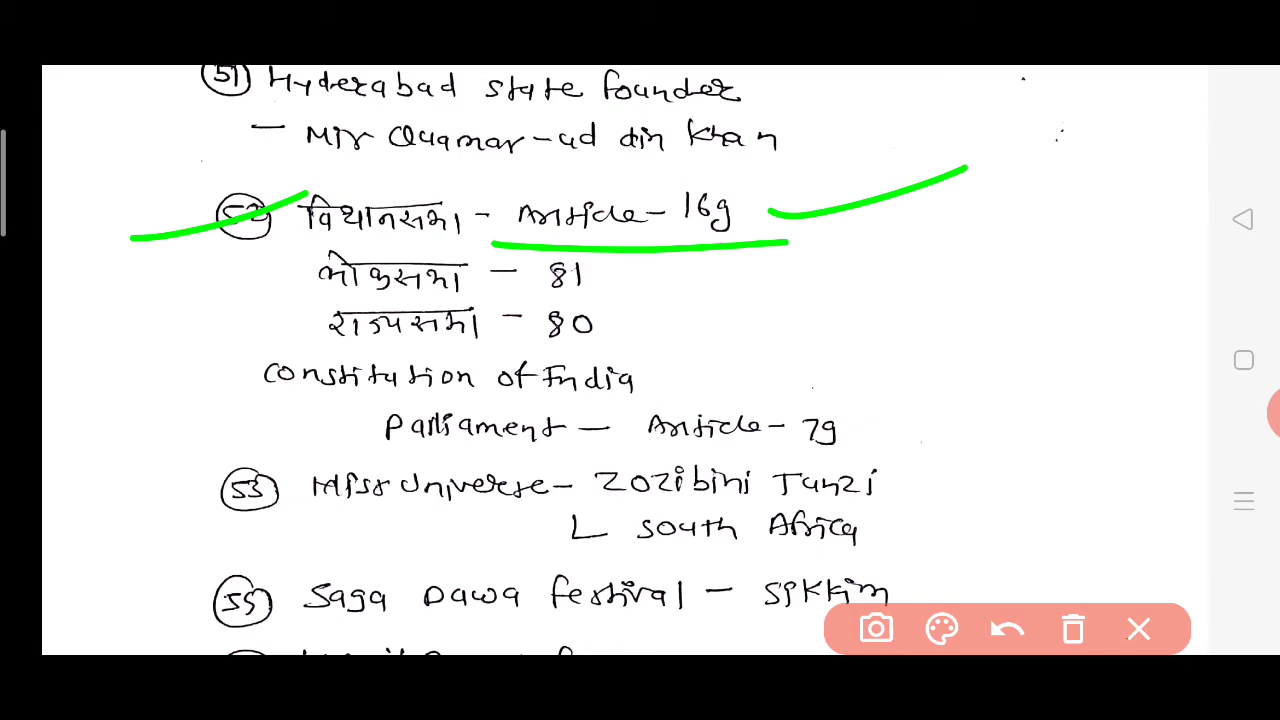 51 Hyderabad state founder
- Mir Quamar-ud din Khan
52 विधानसभा - Article - 169
लोकसभा - 81
राज्यसभा - 80
Constitution of India
Parliament - Article - 79
53 Miss Universe - Zozibini Tunzi
L South Africa
55 Saga Dawa festival - Sikkim